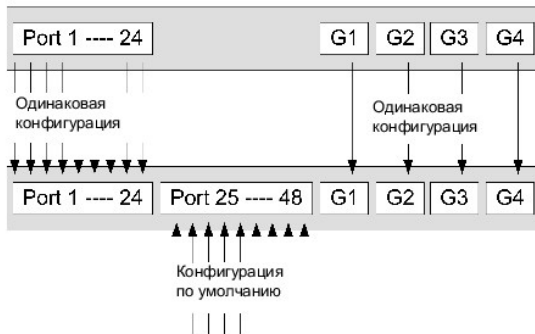 Port 1 ---- 24 G1 G2 G3 G4
Одинаковая
конфигурация
Одинаковая
конфигурация
Port 1 ---- 24 Port 25 ---- 48 G1 G2 G3 G4
Конфигурация
по умолчанию